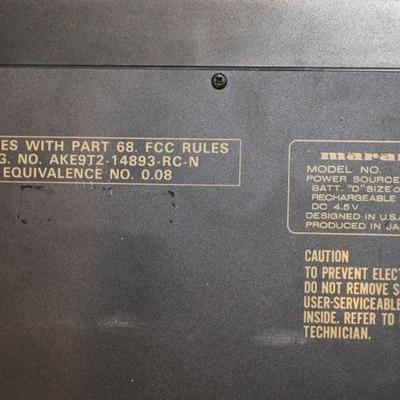 ES WITH PART 68. FCC RULES
G. NO. AKE9T2-14893-RC-N
EQUIVALENCE NO. 0.08
maran
MODEL NO.
POWER SOURCE
BATT. "D" SIZE o
RECHARGEABLE
DC 4.5V
DESIGNED IN U.S.A
PRODUCED IN JA
CAUTION
TO PREVENT ELECT
DO NOT REMOVE S
USER-SERVICEABLE
INSIDE. REFER TO
TECHNICIAN.